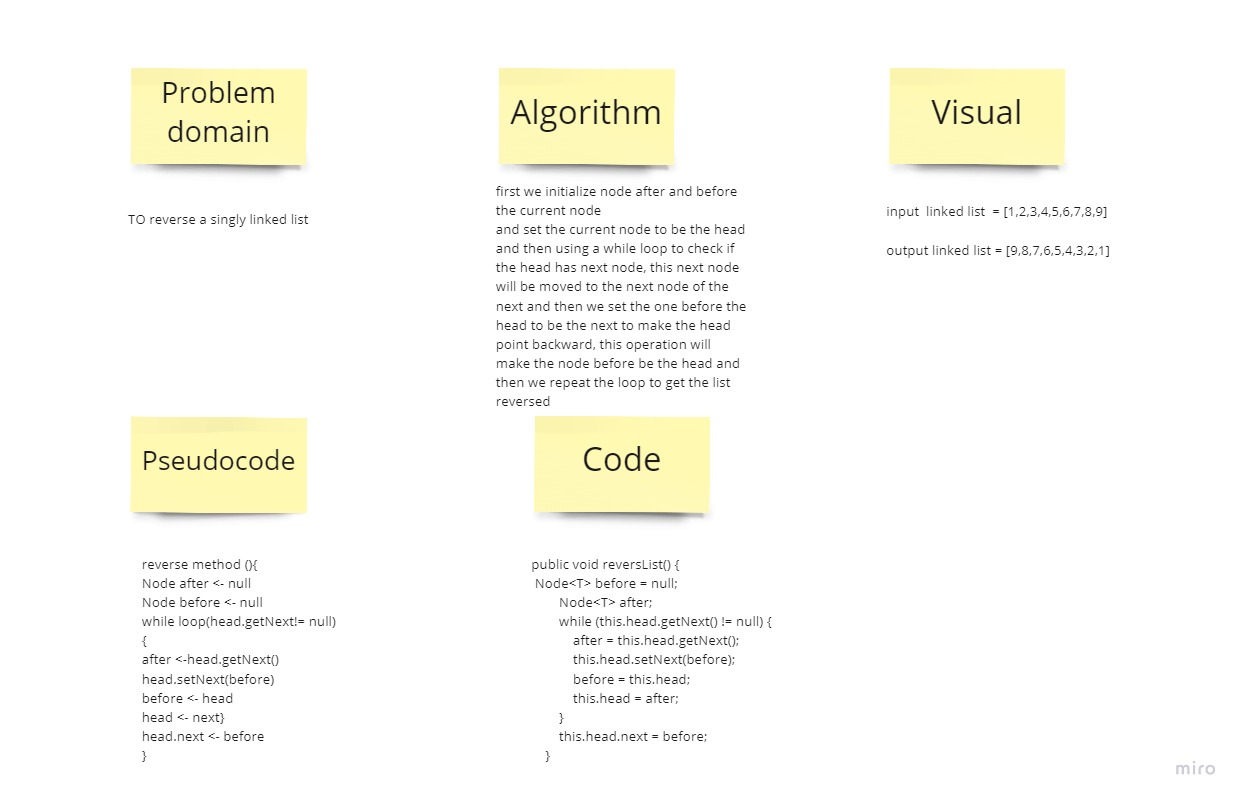 Problem
domain
TO reverse a singly linked list
Algorithm
first we initialize node after and before
the current node
and set the current node to be the head
and then using a while loop to check if
the head has next node, this next node
will be moved to the next node of the
next and then we set the one before the
head to be the next to make the head
point backward, this operation will
make the node before be the head and
then we repeat the loop to get the list
reversed
Visual
input  linked list  = [1,2,3,4,5,6,7,8,9]
output linked list = [9,8,7,6,5,4,3,2,1]
Pseudocode
reverse method (){
Node after <- null
Node before <- null
while loop(head.getNext!= null)
{
after <-head.getNext()
head.setNext(before)
before <- head
head <- next}
head.next <- before
}
Code
public void reversList() {
Node<T> before = null;
Node<T> after;
while (this.head.getNext() != null) {
after = this.head.getNext();
this.head.setNext(before);
before = this.head;
this.head = after;
}
this.head.next = before;
}
miro